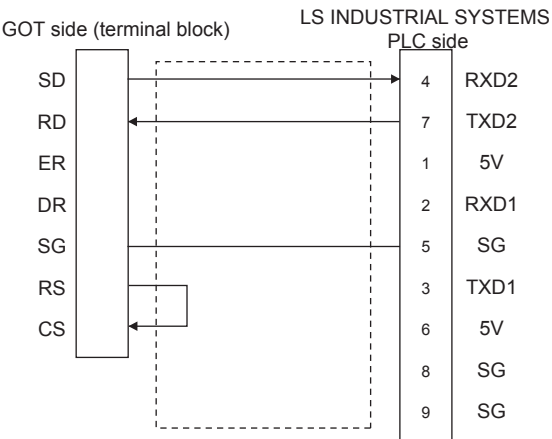 GOT side (terminal block)
LS INDUSTRIAL SYSTEMS
PLC side
SD 4 RXD2
RD 7 TXD2
ER 1 5V
DR 2 RXD1
SG 5 SG
RS 3 TXD1
CS 6 5V
8 SG
9 SG